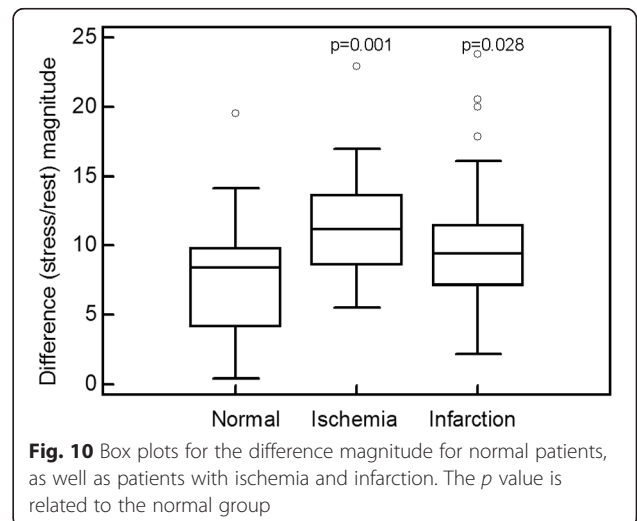 25
20
15
10
5
0
Difference (stress/rest) magnitude
p=0.001
p=0.028
Normal
Ischemia
Infarction
Fig. 10 Box plots for the difference magnitude for normal patients,
as well as patients with ischemia and infarction. The p value is
related to the normal group